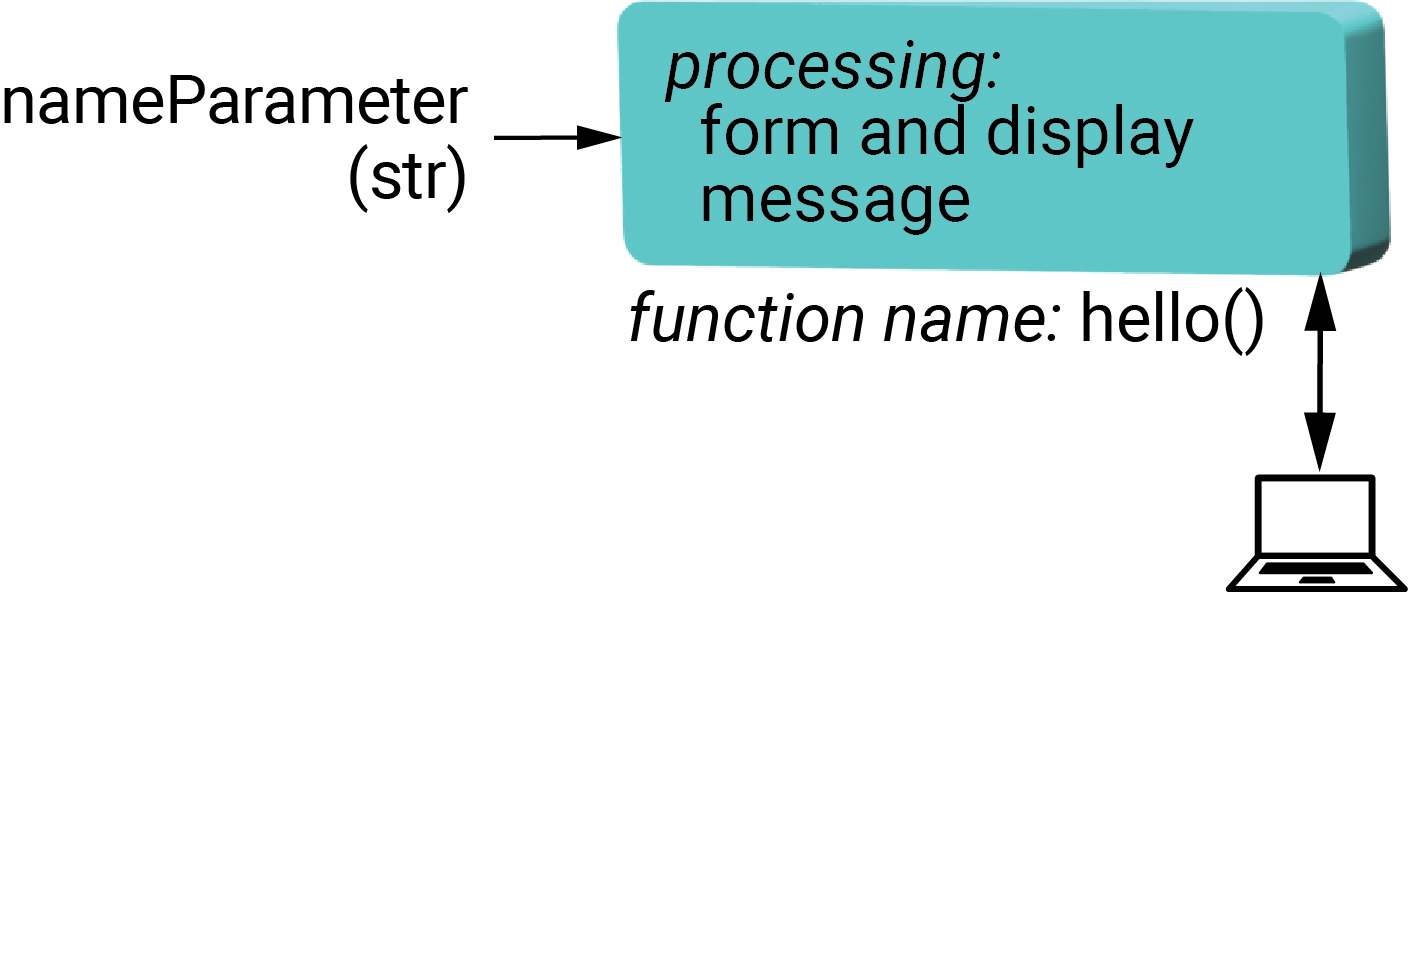 nameParameter
(str)
processing:
form and display
message
function name: hello()